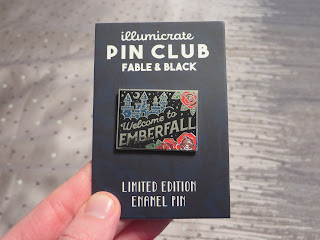 illumicrate
PIN CLUB
FABLE & BLACK
Welcome to
EMBERFALL
LIMITED EDITION
ENAMEL PIN